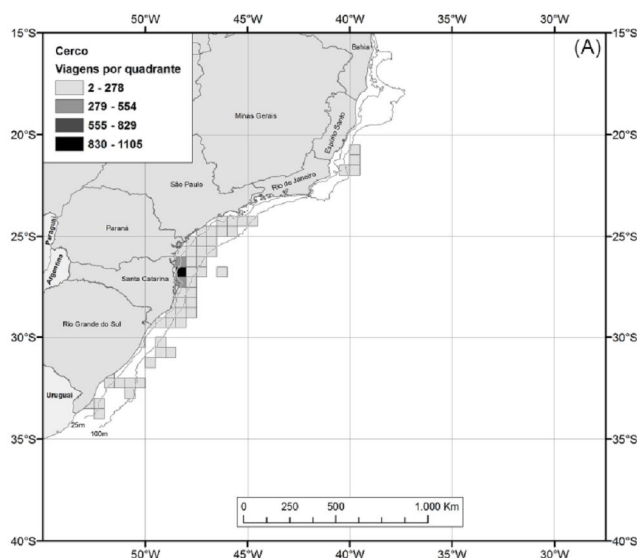 50°W 45°W 40°W 35°W 30°W
15°S 15°S
Cerco
Viagens por quadrante
2 - 278
279 - 554
555 - 829
830 - 1105
(A)
Bahia
Minas Gerais
Espirito Santo
20°S 20°S
São Paulo
Rio de Janeiro
Paraguai
Paraná
25°S 25°S
Argentina
Santa Catarina
Rio Grande do Sul
30°S 30°S
Uruguai
25m
100m
35°S 35°S
0 250 500 1.000 Km
40°S 40°S
50°W 45°W 40°W 35°W 30°W